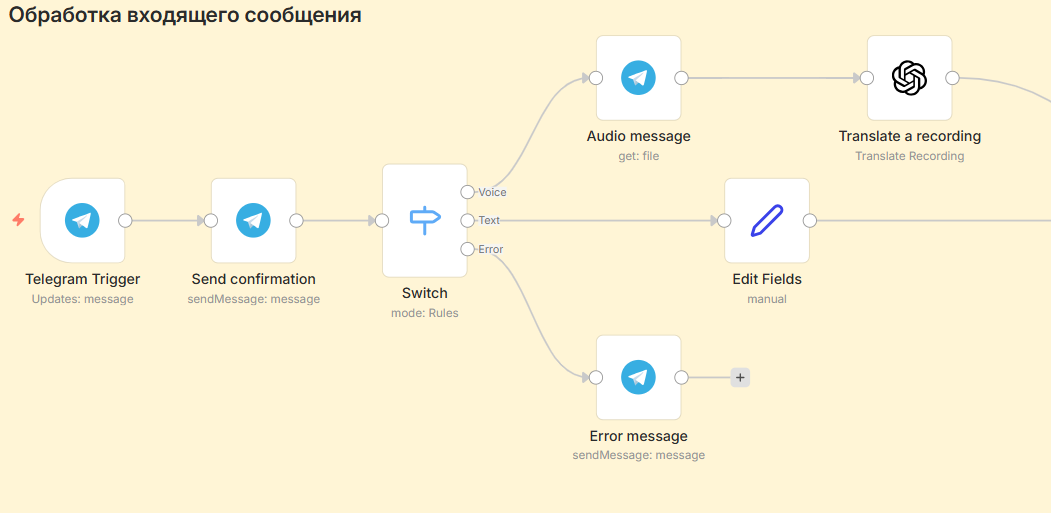 Обработка входящего сообщения
Audio message
get: file
Translate a recording
Translate Recording
Voice
Text
Error
Telegram Trigger
Updates: message
Send confirmation
sendMessage: message
Switch
mode: Rules
Edit Fields
manual
Error message
sendMessage: message